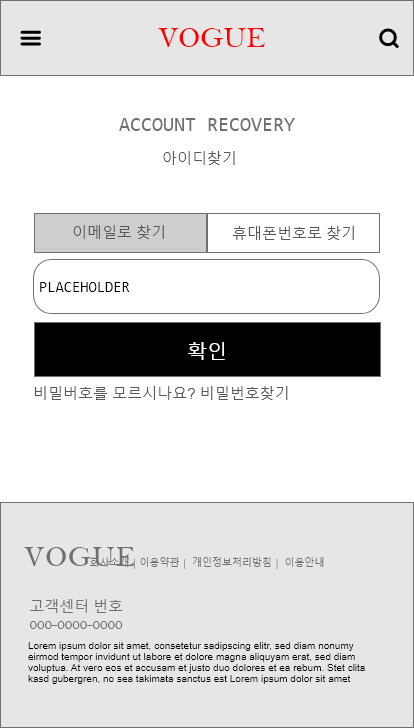 VOGUE
ACCOUNT RECOVERY
아이디찾기
이메일로 찾기
휴대폰번호로 찾기
PLACEHOLDER
확인
비밀버호를 모르시나요? 비밀번호찾기
VOGUE
회사소개 | 이용약관 | 개인정보처리방침 | 이용안내
고객센터 번호
000-0000-0000
Lorem ipsum dolor sit amet, consetetur sadipscing elitr, sed diam nonumy
eirmod tempor invidunt ut labore et dolore magna aliquyam erat, sed diam
voluptua. At vero eos et accusam et justo duo dolores et ea rebum. Stet clita
kasd gubergren, no sea takimata sanctus est Lorem ipsum dolor sit amet